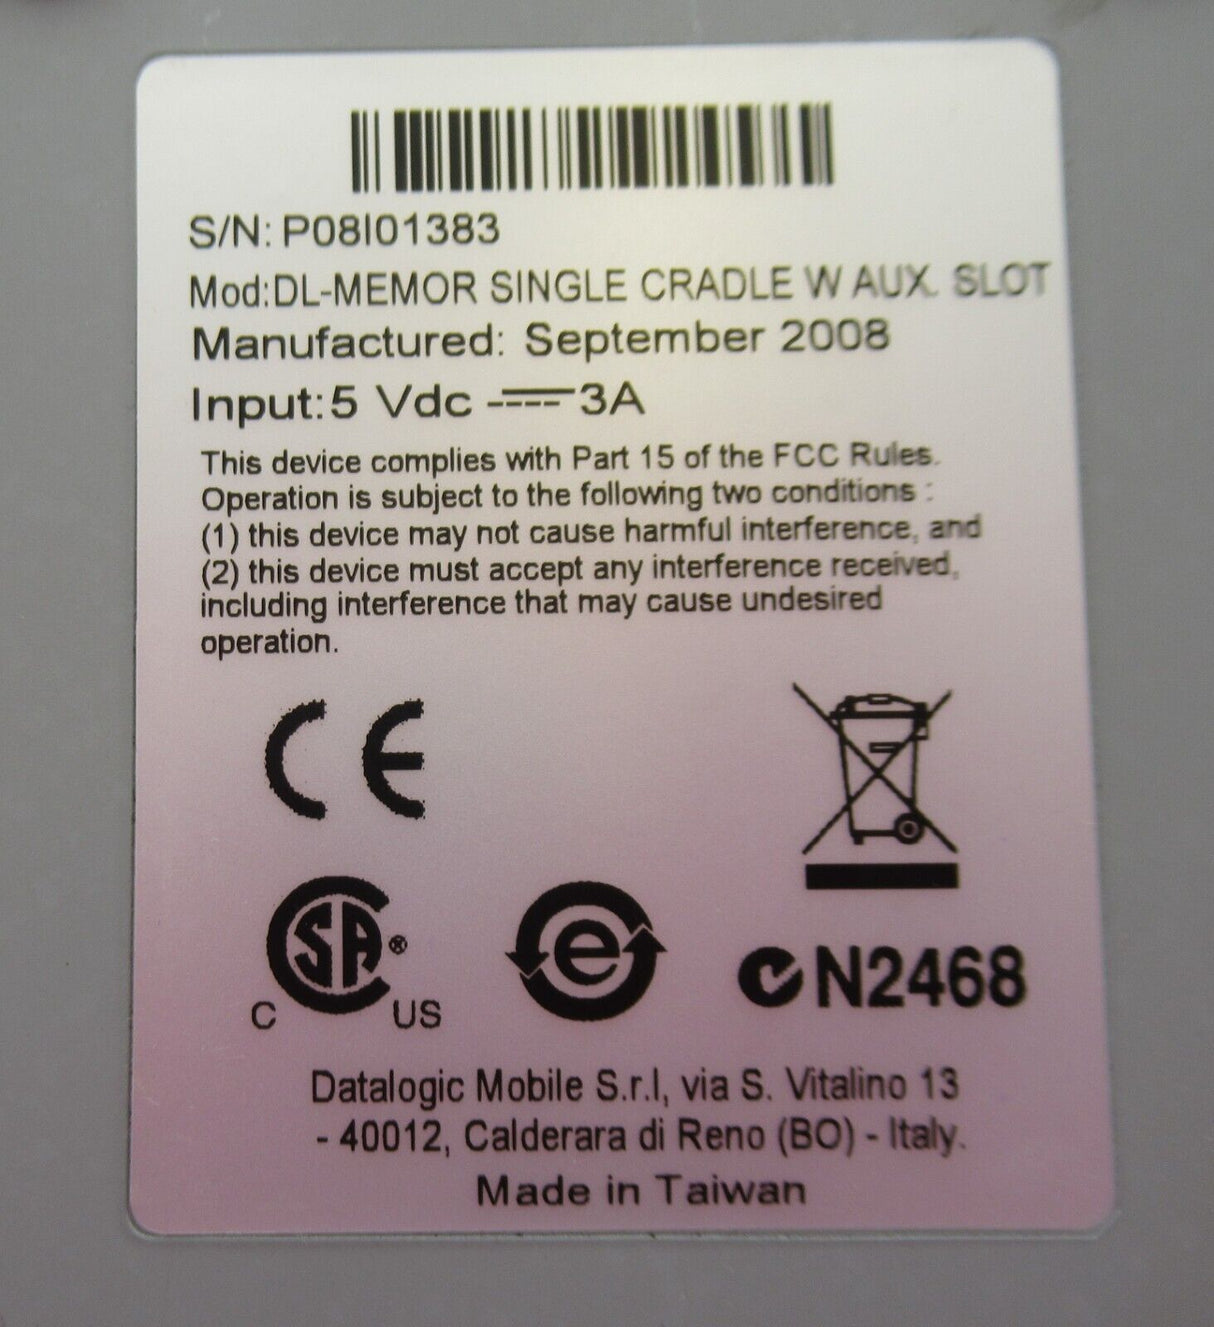 S/N: P08I01383
Mod:DL-MEMOR SINGLE CRADLE W AUX. SLOT
Manufactured: September 2008
Input:5 Vdc ⎓ 3A
This device complies with Part 15 of the FCC Rules.
Operation is subject to the following two conditions :
(1) this device may not cause harmful interference, and
(2) this device must accept any interference received,
including interference that may cause undesired
operation.
CE
CSA®
C US
e
N2468
Datalogic Mobile S.r.l, via S. Vitalino 13
- 40012, Calderara di Reno (BO) - Italy.
Made in Taiwan